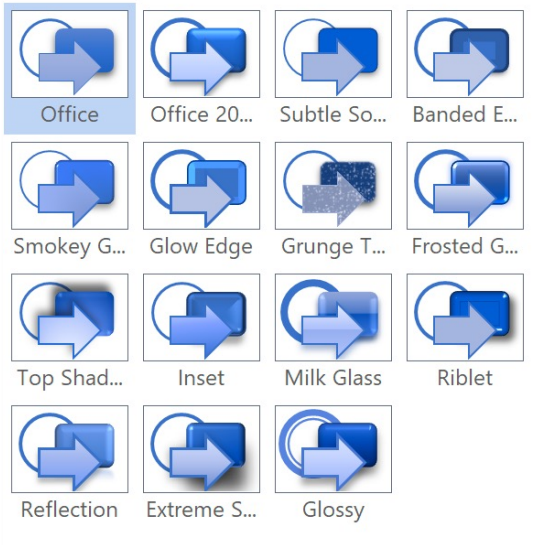 Office
Office 20...
Subtle So...
Banded E...
Smokey G...
Glow Edge
Grunge T...
Frosted G...
Top Shad...
Inset
Milk Glass
Riblet
Reflection
Extreme S...
Glossy